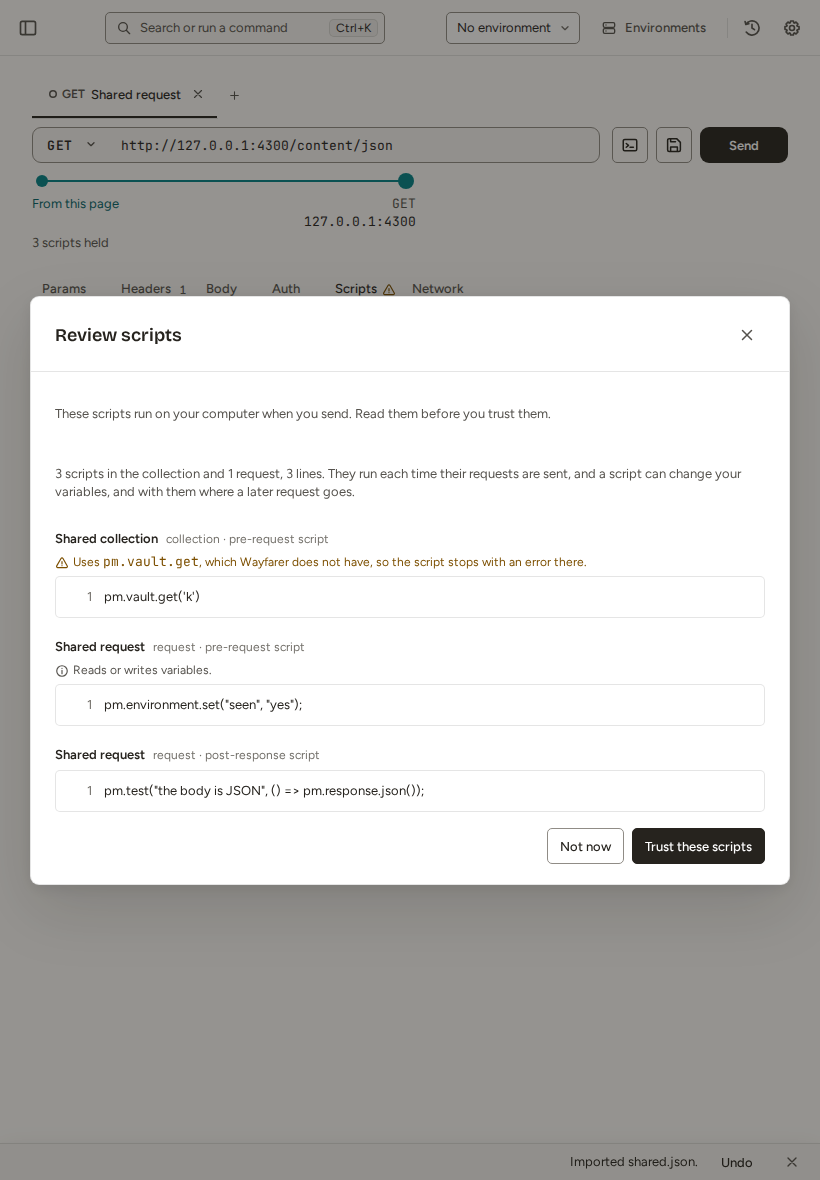 Search or run a command Ctrl+K No environment Environments
GET Shared request
GET http://127.0.0.1:4300/content/json Send
From this page GET
127.0.0.1:4300
3 scripts held
Params Headers 1 Body Auth Scripts Network
Review scripts
These scripts run on your computer when you send. Read them before you trust them.
3 scripts in the collection and 1 request, 3 lines. They run each time their requests are sent, and a script can change your
variables, and with them where a later request goes.
Shared collection collection · pre-request script
Uses pm.vault.get, which Wayfarer does not have, so the script stops with an error there.
1 pm.vault.get('k')
Shared request request · pre-request script
Reads or writes variables.
1 pm.environment.set("seen", "yes");
Shared request request · post-response script
1 pm.test("the body is JSON", () => pm.response.json());
Not now Trust these scripts
Imported shared.json. Undo